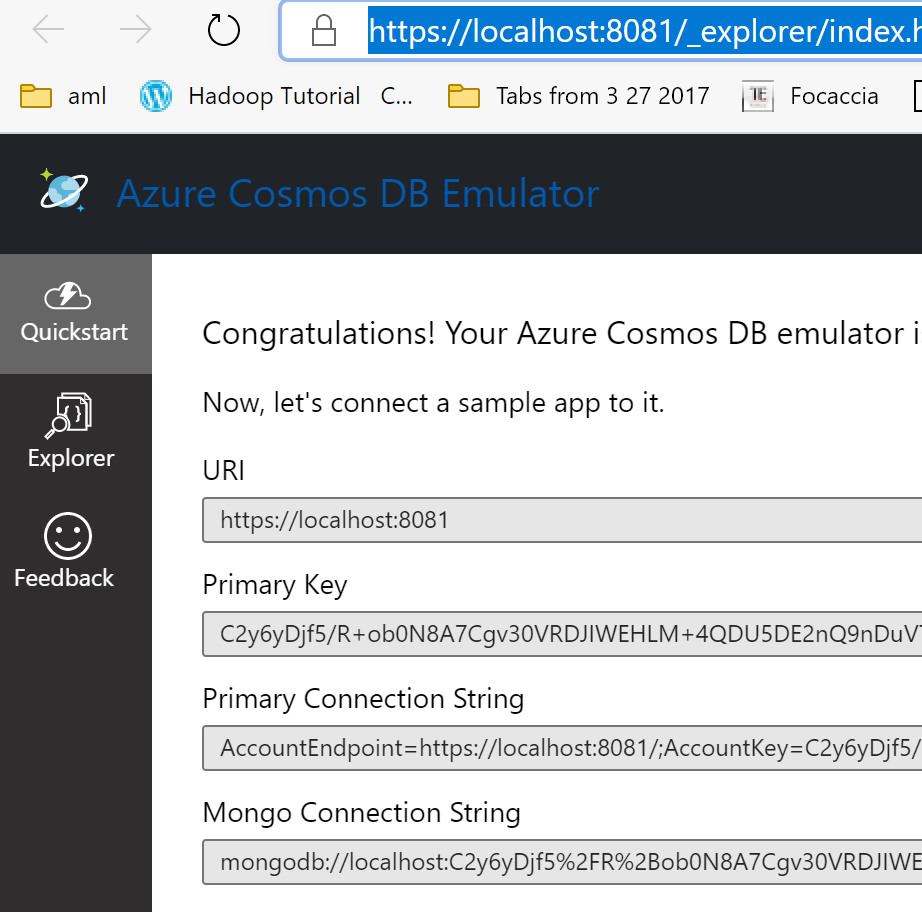 https://localhost:8081/_explorer/index.h
aml Hadoop Tutorial C... Tabs from 3 27 2017 TE Focaccia
Azure Cosmos DB Emulator
Quickstart
Congratulations! Your Azure Cosmos DB emulator i
Now, let's connect a sample app to it.
Explorer
URI
https://localhost:8081
Feedback
Primary Key
C2y6yDjf5/R+ob0N8A7Cgv30VRDJIWEHLM+4QDU5DE2nQ9nDuV
Primary Connection String
AccountEndpoint=https://localhost:8081/;AccountKey=C2y6yDjf5/
Mongo Connection String
mongodb://localhost:C2y6yDjf5%2FR%2Bob0N8A7Cgv30VRDJIWE